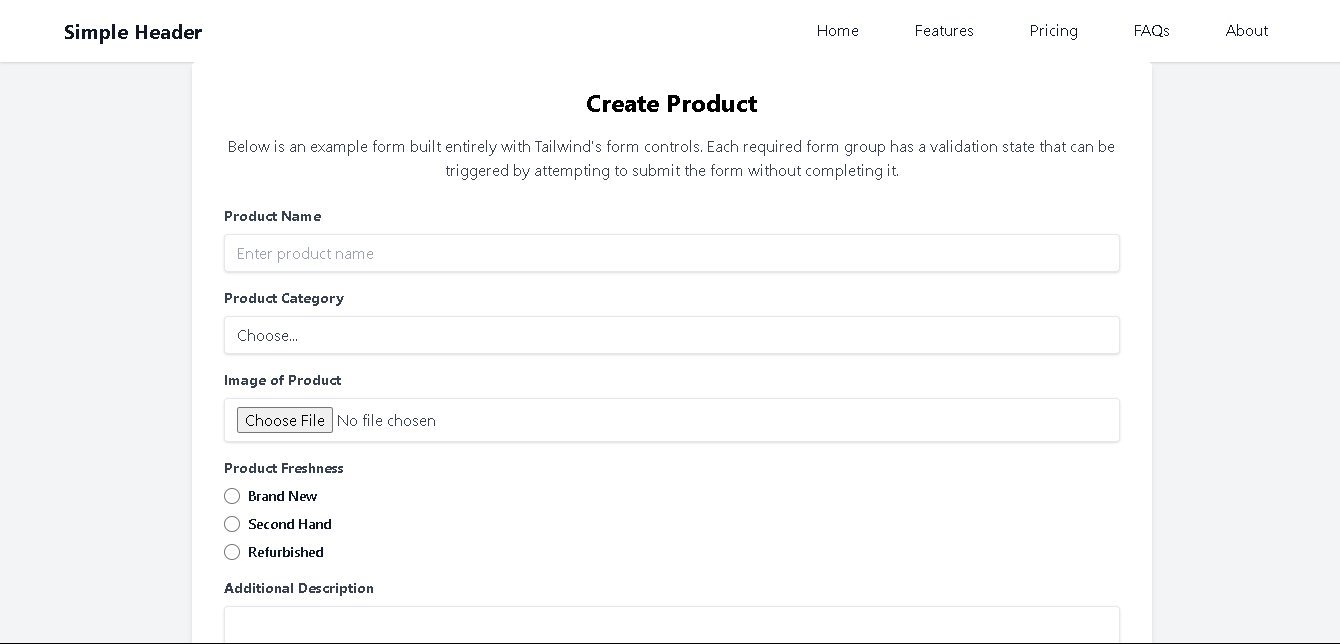 Simple Header
Home Features Pricing FAQs About
Create Product
Below is an example form built entirely with Tailwind's form controls. Each required form group has a validation state that can be
triggered by attempting to submit the form without completing it.
Product Name
Enter product name
Product Category
Choose...
Image of Product
Choose File No file chosen
Product Freshness
Brand New
Second Hand
Refurbished
Additional Description